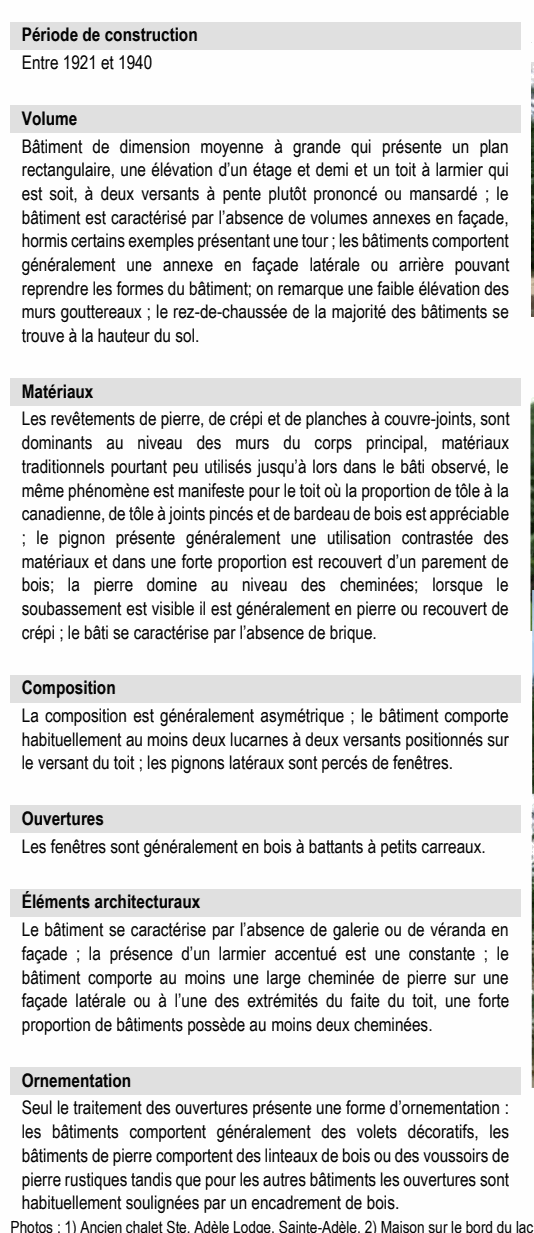 Période de construction
Entre 1921 et 1940
Volume
Bâtiment de dimension moyenne à grande qui présente un plan
rectangulaire, une élévation d'un étage et demi et un toit à larmier qui
est soit, à deux versants à pente plutôt prononcé ou mansardé ; le
bâtiment est caractérisé par l'absence de volumes annexes en façade,
hormis certains exemples présentant une tour ; les bâtiments comportent
généralement une annexe en façade latérale ou arrière pouvant
reprendre les formes du bâtiment; on remarque une faible élévation des
murs gouttereaux ; le rez-de-chaussée de la majorité des bâtiments se
trouve à la hauteur du sol.
Matériaux
Les revêtements de pierre, de crépi et de planches à couvre-joints, sont
dominants au niveau des murs du corps principal, matériaux
traditionnels pourtant peu utilisés jusqu'à lors dans le bâti observé, le
même phénomène est manifeste pour le toit où la proportion de tôle à la
canadienne, de tôle à joints pincés et de bardeau de bois est appréciable
; le pignon présente généralement une utilisation contrastée des
matériaux et dans une forte proportion est recouvert d'un parement de
bois; la pierre domine au niveau des cheminées; lorsque le
soubassement est visible il est généralement en pierre ou recouvert de
crépi ; le bâti se caractérise par l'absence de brique.
Composition
La composition est généralement asymétrique ; le bâtiment comporte
habituellement au moins deux lucarnes à deux versants positionnés sur
le versant du toit ; les pignons latéraux sont percés de fenêtres.
Ouvertures
Les fenêtres sont généralement en bois à battants à petits carreaux.
Éléments architecturaux
Le bâtiment se caractérise par l'absence de galerie ou de véranda en
façade ; la présence d'un larmier accentué est une constante ; le
bâtiment comporte au moins une large cheminée de pierre sur une
façade latérale ou à l'une des extrémités du faite du toit, une forte
proportion de bâtiments possède au moins deux cheminées.
Ornementation
Seul le traitement des ouvertures présente une forme d'ornementation :
les bâtiments comportent généralement des volets décoratifs, les
bâtiments de pierre comportent des linteaux de bois ou des voussoirs de
pierre rustiques tandis que pour les autres bâtiments les ouvertures sont
habituellement soulignées par un encadrement de bois.
Photos : 1) Ancien chalet Ste. Adèle Lodge, Sainte-Adèle, 2) Maison sur le bord du lac